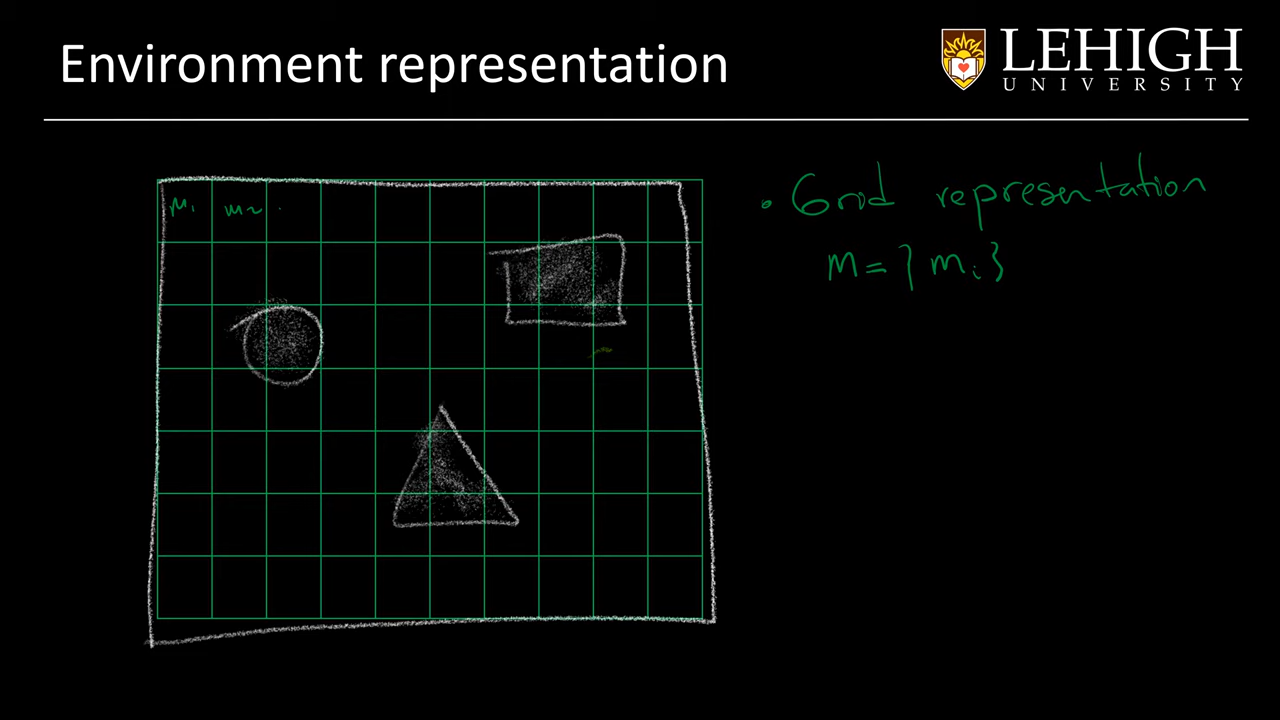 Environment representation
LEHIGH
UNIVERSITY
m₁ m₂ .
• Grid representation
m = { mᵢ }